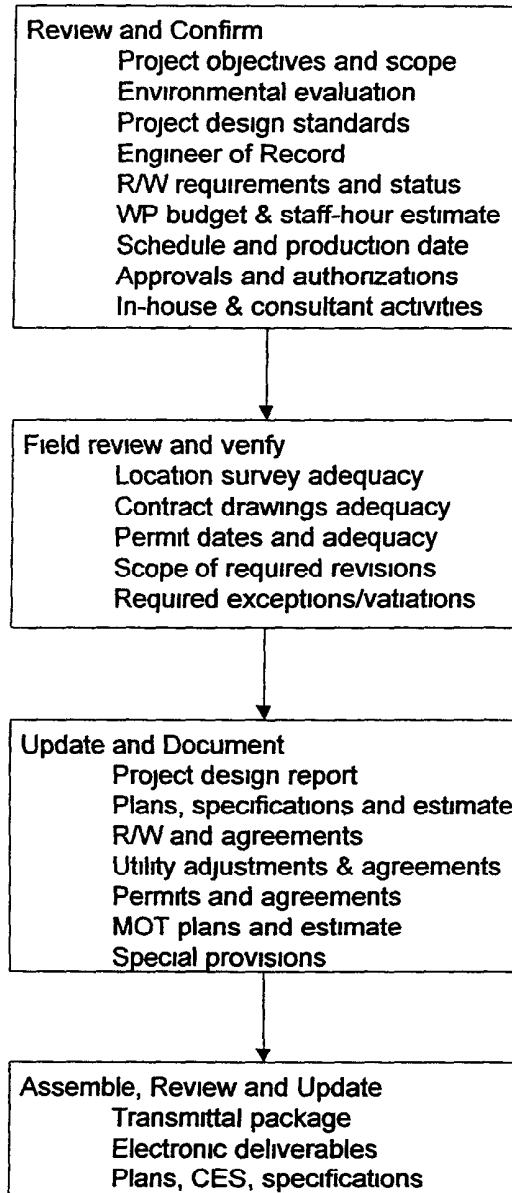 Review and Confirm
Project objectives and scope
Environmental evaluation
Project design standards
Engineer of Record
R/W requirements and status
WP budget & staff-hour estimate
Schedule and production date
Approvals and authorizations
In-house & consultant activities
Field review and verify
Location survey adequacy
Contract drawings adequacy
Permit dates and adequacy
Scope of required revisions
Required exceptions/vatiations
Update and Document
Project design report
Plans, specifications and estimate
R/W and agreements
Utility adjustments & agreements
Permits and agreements
MOT plans and estimate
Special provisions
Assemble, Review and Update
Transmittal package
Electronic deliverables
Plans, CES, specifications